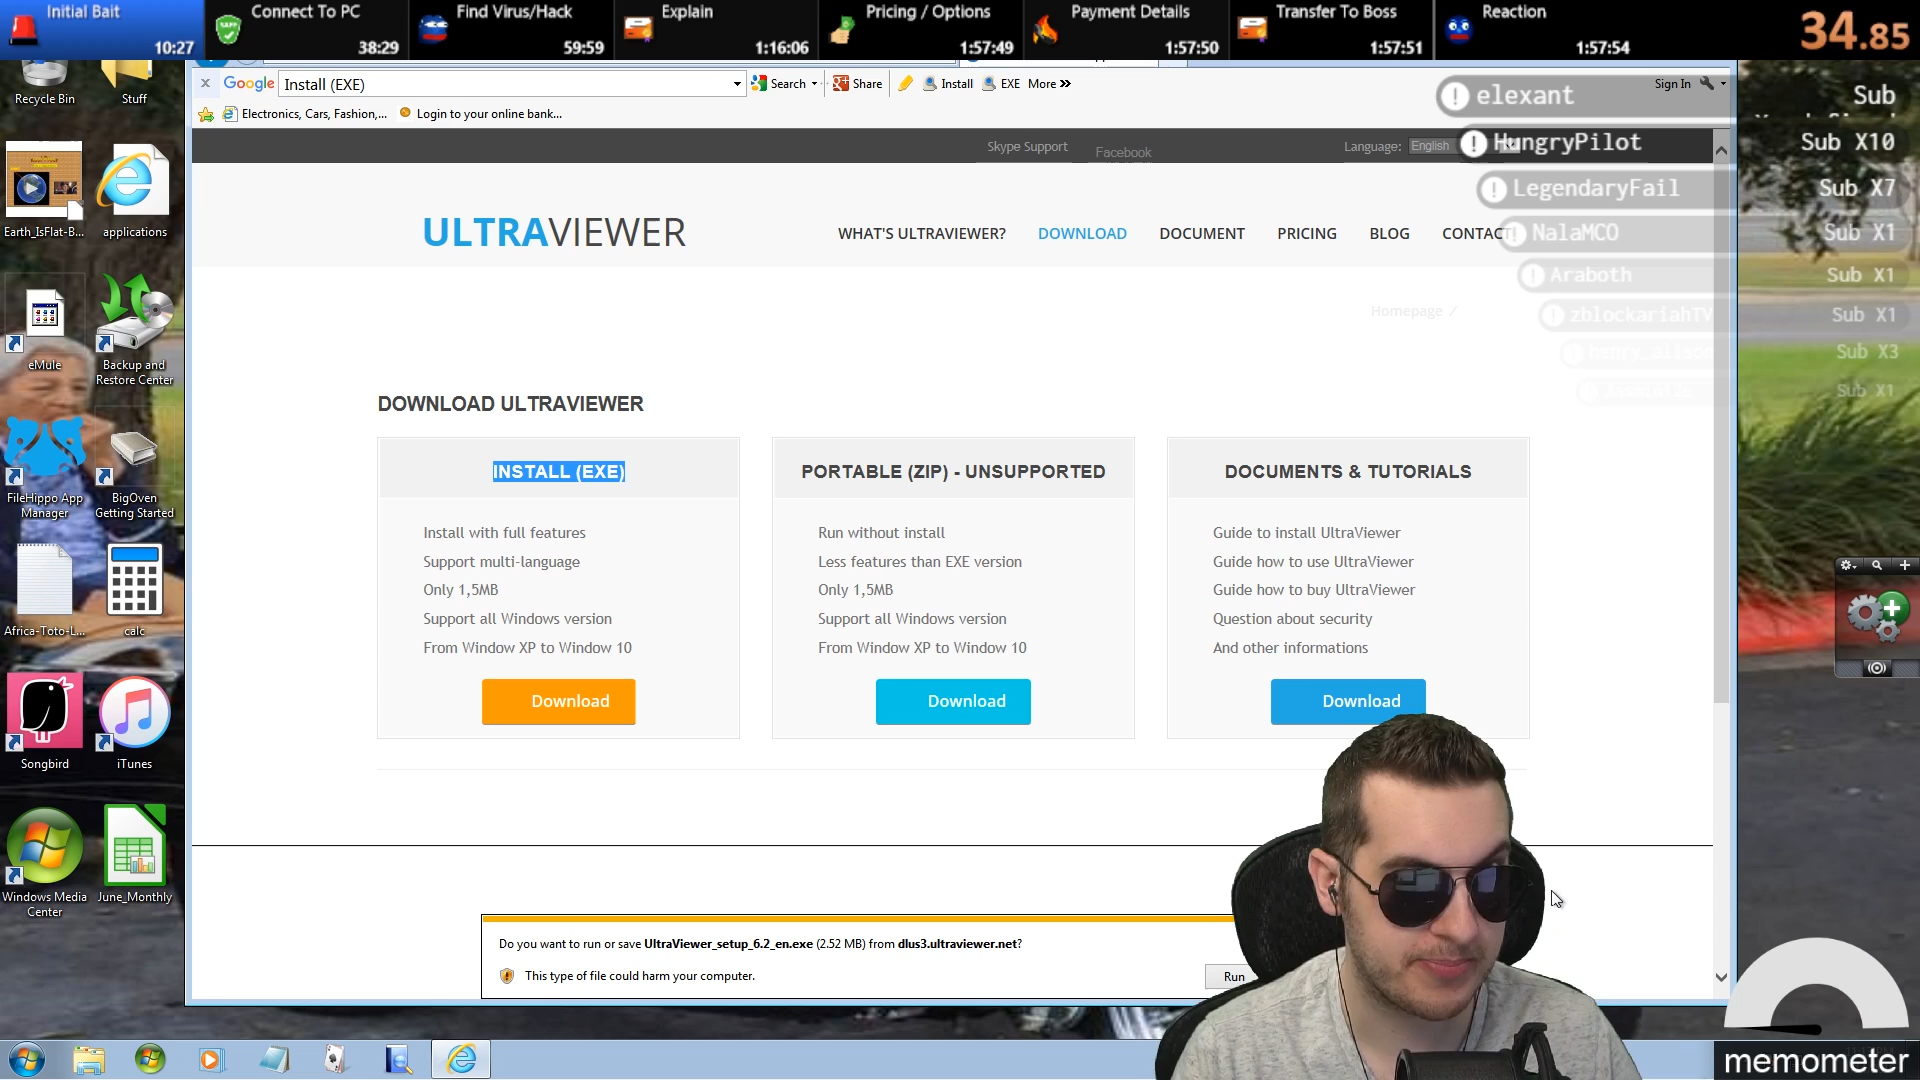 Initial Bait
10:27
Connect To PC
38:29
Find Virus/Hack
59:59
Explain
1:16:06
Pricing / Options
1:57:49
Payment Details
1:57:50
Transfer To Boss
1:57:51
Reaction
1:57:54
34.85
Recycle Bin
Stuff
Earth_IsFlat-B...
applications
eMule
Backup and
Restore Center
FileHippo App
Manager
BigOven
Getting Started
Africa-Toto-L...
calc
Songbird
iTunes
Windows Media
Center
June_Monthly
x Google Install (EXE) Search Share Install EXE More »
Sign In
Electronics, Cars, Fashion,...
Login to your online bank...
Skype Support
Facebook
Language: English
elexant Sub
HungryPilot Sub X10
LegendaryFail Sub X7
NalaMCO Sub X1
Araboth Sub X1
zblockariahTV Sub X1
Sub X3
Sub X1
ULTRAVIEWER
WHAT'S ULTRAVIEWER?
DOWNLOAD
DOCUMENT
PRICING
BLOG
CONTACT
Homepage /
DOWNLOAD ULTRAVIEWER
INSTALL (EXE)
Install with full features
Support multi-language
Only 1,5MB
Support all Windows version
From Window XP to Window 10
Download
PORTABLE (ZIP) - UNSUPPORTED
Run without install
Less features than EXE version
Only 1,5MB
Support all Windows version
From Window XP to Window 10
Download
DOCUMENTS & TUTORIALS
Guide to install UltraViewer
Guide how to use UltraViewer
Guide how to buy UltraViewer
Question about security
And other informations
Download
Do you want to run or save UltraViewer_setup_6.2_en.exe (2.52 MB) from dlus3.ultraviewer.net?
This type of file could harm your computer.
Run
memometer